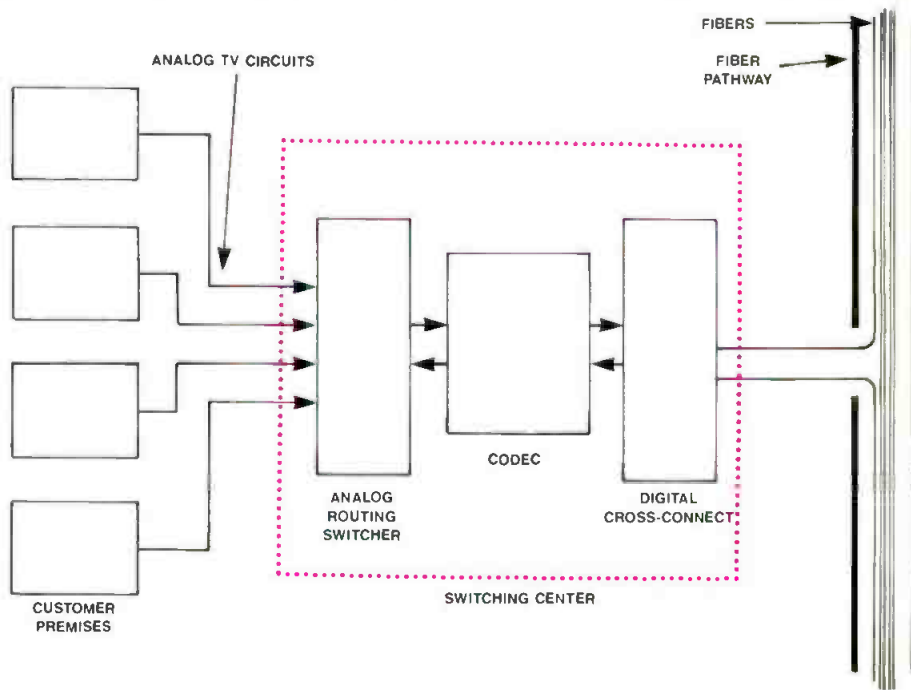 FIBERS
ANALOG TV CIRCUITS
FIBER
PATHWAY
CODEC
ANALOG
ROUTING
SWITCHER
DIGITAL
CROSS-CONNECT
SWITCHING CENTER
CUSTOMER
PREMISES